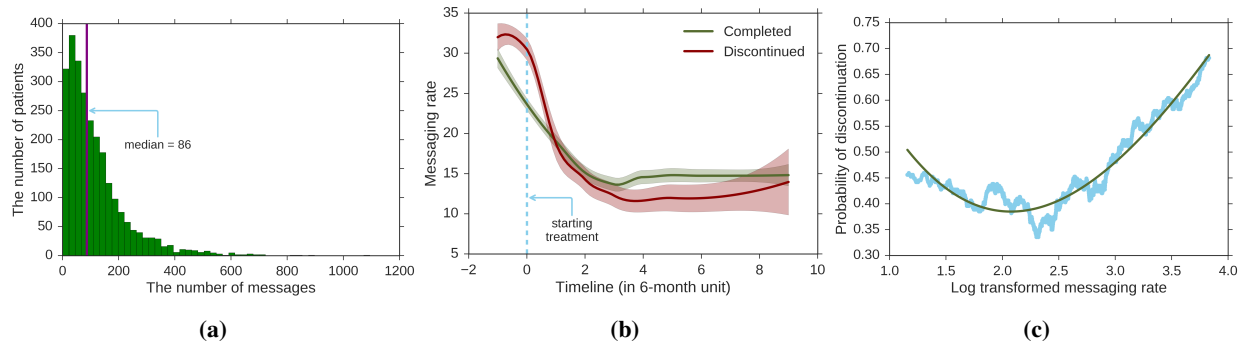 The number of patients
400
350
300
250
200
150
100
50
0
median = 86
0 200 400 600 800 1000 1200
The number of messages
(a)
Messaging rate
35
30
25
20
15
10
5
Completed
Discontinued
starting
treatment
−2 0 2 4 6 8 10
Timeline (in 6-month unit)
(b)
Probability of discontinuation
0.75
0.70
0.65
0.60
0.55
0.50
0.45
0.40
0.35
0.30
1.0 1.5 2.0 2.5 3.0 3.5 4.0
Log transformed messaging rate
(c)